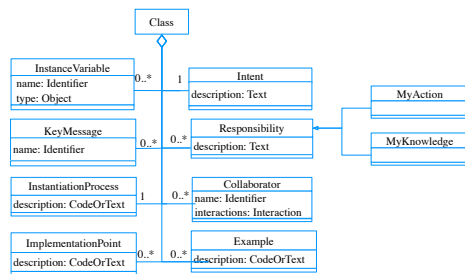 Class
InstanceVariable
name: Identifier
type: Object
0..*
1
Intent
description: Text
MyAction
KeyMessage
name: Identifier
0..*
0..*
Responsibility
description: Text
MyKnowledge
InstantiationProcess
description: CodeOrText
1
0..*
Collaborator
name: Identifier
interactions: Interaction
ImplementationPoint
description: CodeOrText
0..*
0..*
Example
description: CodeOrText